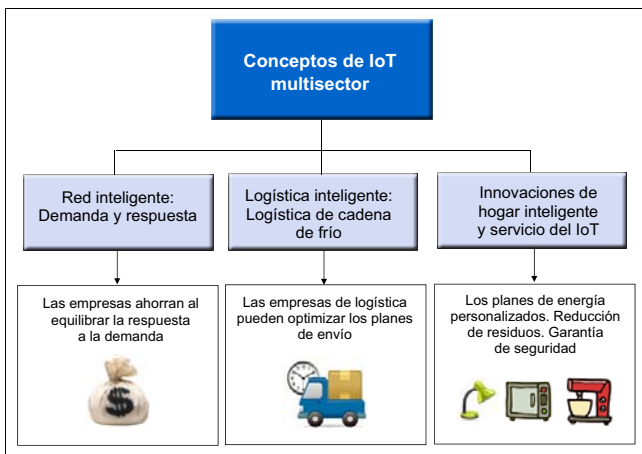 Conceptos de IoT
multisector
Red inteligente:
Demanda y respuesta
Logística inteligente:
Logística de cadena
de frío
Innovaciones de
hogar inteligente
y servicio del IoT
Las empresas ahorran al
equilibrar la respuesta
a la demanda
$
Las empresas de logística
pueden optimizar los planes
de envío
Los planes de energía
personalizados. Reducción
de residuos. Garantía
de seguridad